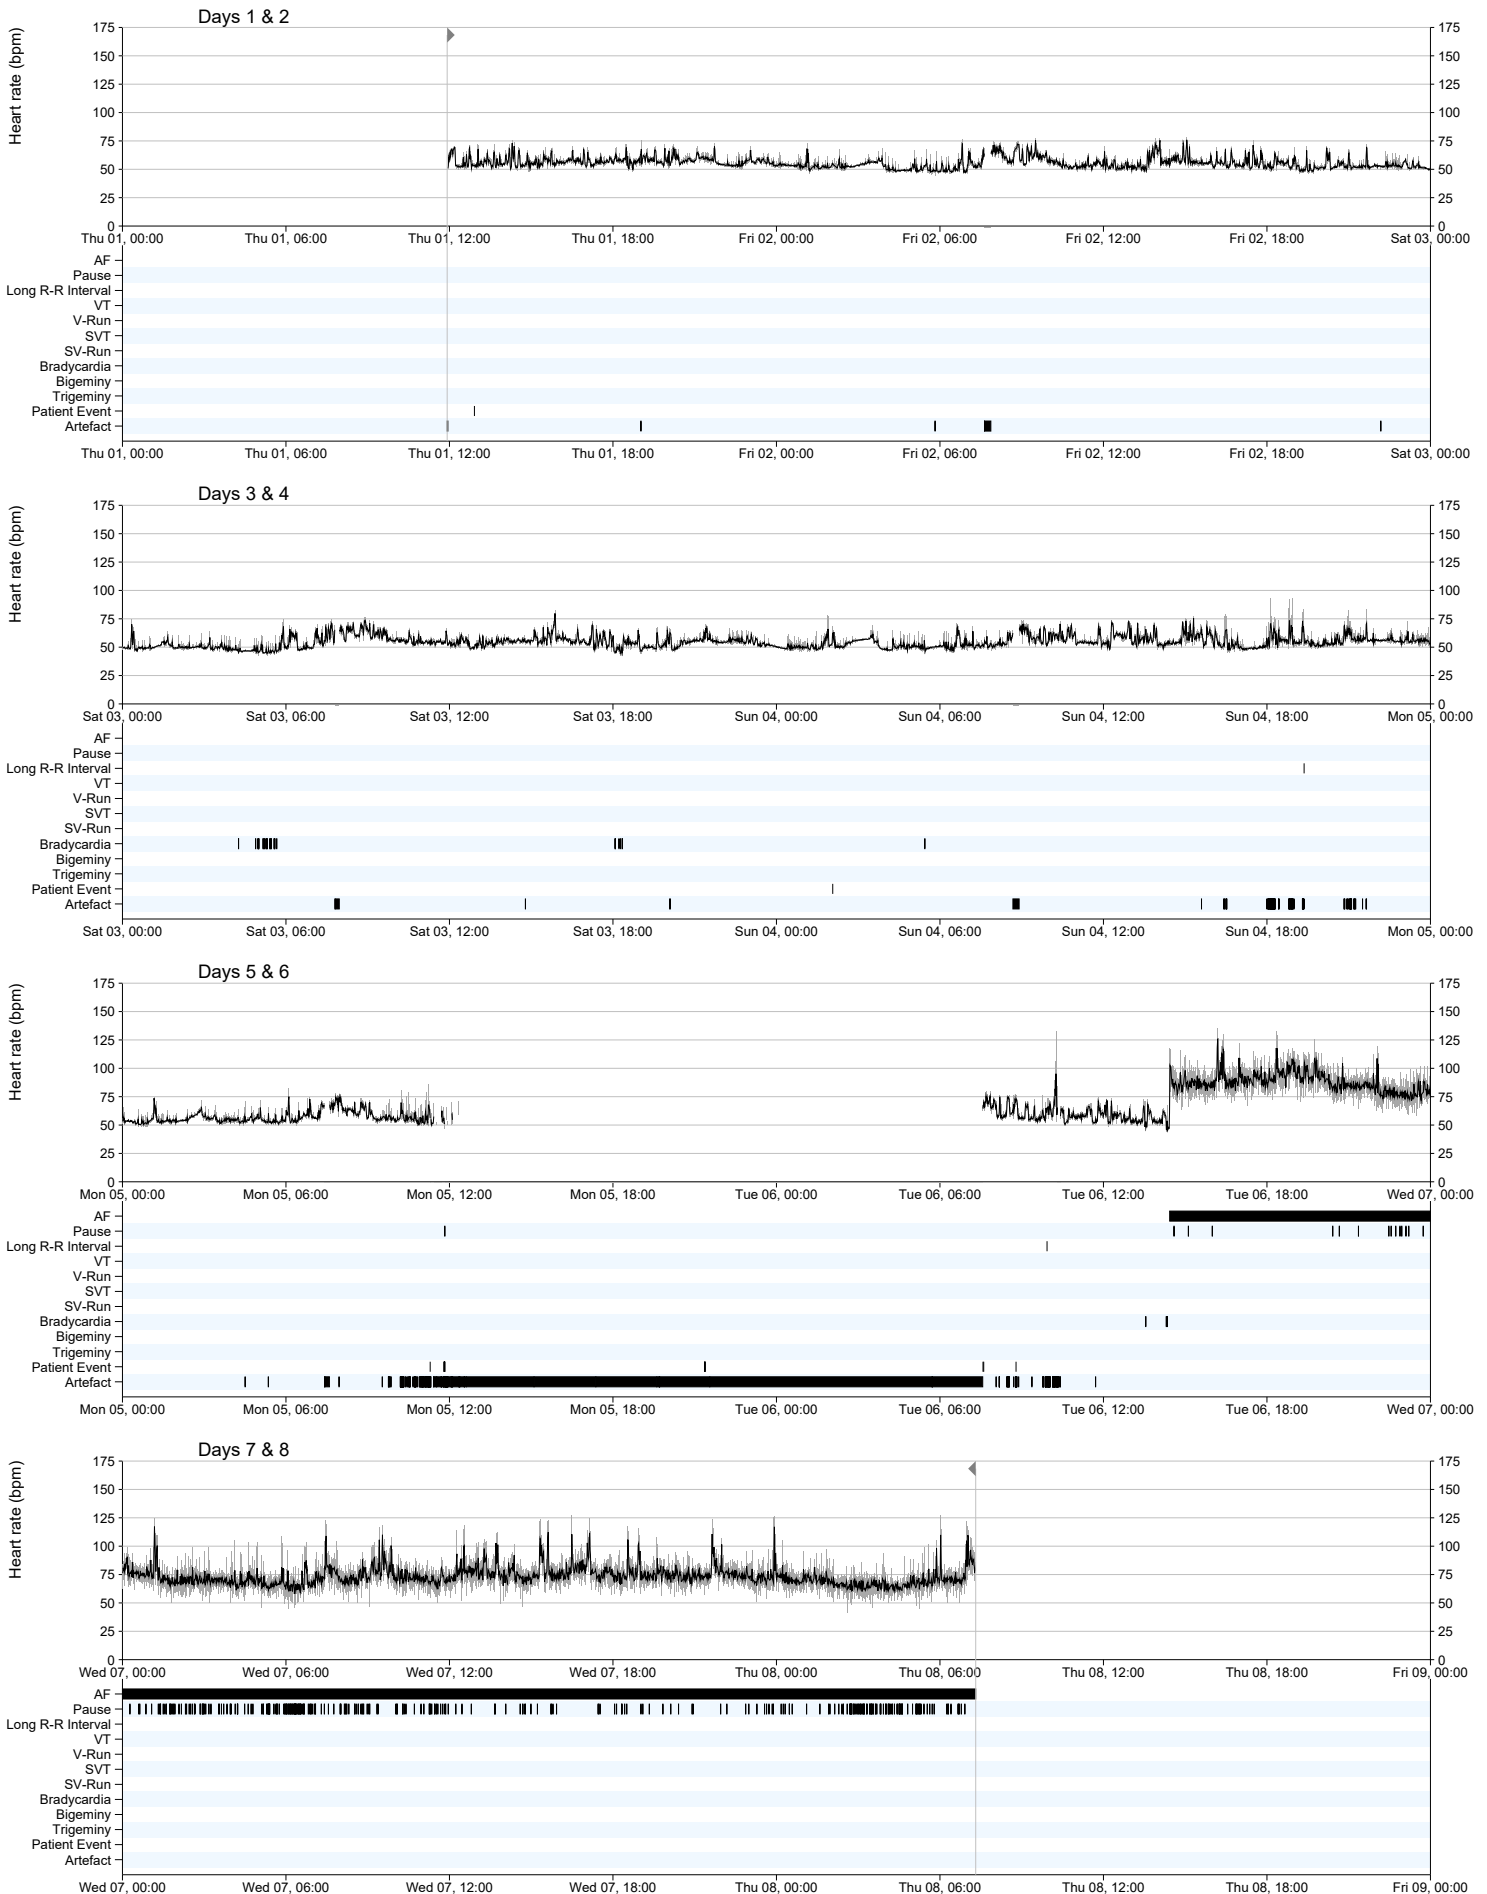 Days 1 & 2
Heart rate (bpm)
175 175
150 150
125 125
100 100
75 75
50 50
25 25
0 0
Thu 01, 00:00 Thu 01, 06:00 Thu 01, 12:00 Thu 01, 18:00 Fri 02, 00:00 Fri 02, 06:00 Fri 02, 12:00 Fri 02, 18:00 Sat 03, 00:00
AF
Pause
Long R-R Interval
VT
V-Run
SVT
SV-Run
Bradycardia
Bigeminy
Trigeminy
Patient Event
Artefact
Thu 01, 00:00 Thu 01, 06:00 Thu 01, 12:00 Thu 01, 18:00 Fri 02, 00:00 Fri 02, 06:00 Fri 02, 12:00 Fri 02, 18:00 Sat 03, 00:00
Days 3 & 4
Heart rate (bpm)
175 175
150 150
125 125
100 100
75 75
50 50
25 25
0 0
Sat 03, 00:00 Sat 03, 06:00 Sat 03, 12:00 Sat 03, 18:00 Sun 04, 00:00 Sun 04, 06:00 Sun 04, 12:00 Sun 04, 18:00 Mon 05, 00:00
AF
Pause
Long R-R Interval
VT
V-Run
SVT
SV-Run
Bradycardia
Bigeminy
Trigeminy
Patient Event
Artefact
Sat 03, 00:00 Sat 03, 06:00 Sat 03, 12:00 Sat 03, 18:00 Sun 04, 00:00 Sun 04, 06:00 Sun 04, 12:00 Sun 04, 18:00 Mon 05, 00:00
Days 5 & 6
Heart rate (bpm)
175 175
150 150
125 125
100 100
75 75
50 50
25 25
0 0
Mon 05, 00:00 Mon 05, 06:00 Mon 05, 12:00 Mon 05, 18:00 Tue 06, 00:00 Tue 06, 06:00 Tue 06, 12:00 Tue 06, 18:00 Wed 07, 00:00
AF
Pause
Long R-R Interval
VT
V-Run
SVT
SV-Run
Bradycardia
Bigeminy
Trigeminy
Patient Event
Artefact
Mon 05, 00:00 Mon 05, 06:00 Mon 05, 12:00 Mon 05, 18:00 Tue 06, 00:00 Tue 06, 06:00 Tue 06, 12:00 Tue 06, 18:00 Wed 07, 00:00
Days 7 & 8
Heart rate (bpm)
175 175
150 150
125 125
100 100
75 75
50 50
25 25
0 0
Wed 07, 00:00 Wed 07, 06:00 Wed 07, 12:00 Wed 07, 18:00 Thu 08, 00:00 Thu 08, 06:00 Thu 08, 12:00 Thu 08, 18:00 Fri 09, 00:00
AF
Pause
Long R-R Interval
VT
V-Run
SVT
SV-Run
Bradycardia
Bigeminy
Trigeminy
Patient Event
Artefact
Wed 07, 00:00 Wed 07, 06:00 Wed 07, 12:00 Wed 07, 18:00 Thu 08, 00:00 Thu 08, 06:00 Thu 08, 12:00 Thu 08, 18:00 Fri 09, 00:00